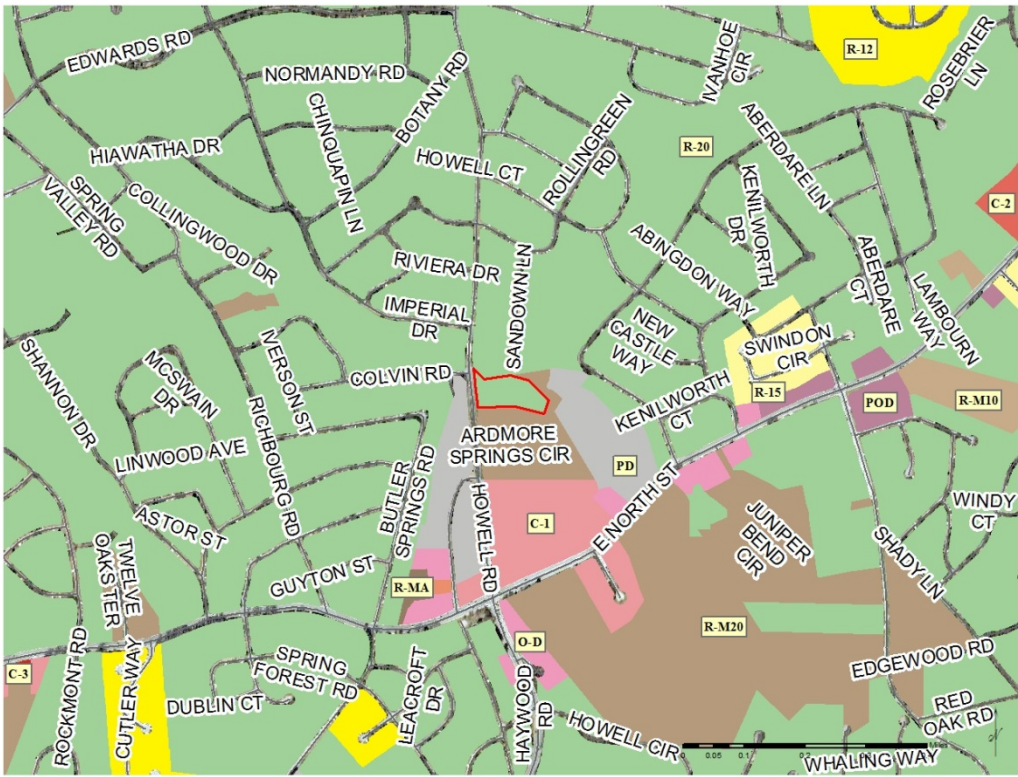 EDWARDS RD
NORMANDY RD
BOTANY RD
IVANHOE
CIR
R-12
ROSEBRIER
LN
CHINQUAPIN LN
HIAWATHA DR
HOWELL CT
ROLLINGREEN
RD
R-20
ABERDARE LN
KENILWORTH
DR
C-2
SPRING
VALLEY RD
COLLINGWOOD DR
RIVIERA DR
SANDOWN LN
ABINGDON WAY
ABERDARE
CT
LAMBOURN
WAY
IMPERIAL
DR
NEW
CASTLE
WAY
SWINDON
CIR
SHANNON DR
MCSWAIN
DR
IVERSON ST
COLVIN RD
KENILWORTH
CT
R-15
POD
R-M10
LINWOOD AVE
RICHBOURG RD
BUTLER
SPRINGS RD
ARDMORE
SPRINGS CIR
PD
ASTOR ST
HOWELL RD
C-1
E NORTH ST
JUNIPER
BEND
CIR
WINDY
CT
TWELVE
OAKS TER
GUYTON ST
R-MA
SHADY LN
ROCKMONT RD
CUTLER WAY
O-D
R-M20
C-3
SPRING
FOREST RD
DUBLIN CT
LEACROFT
DR
HAYWOOD
RD
HOWELL CIR
EDGEWOOD RD
RED
OAK RD
WHALING WAY
0.05
0.1
Miles